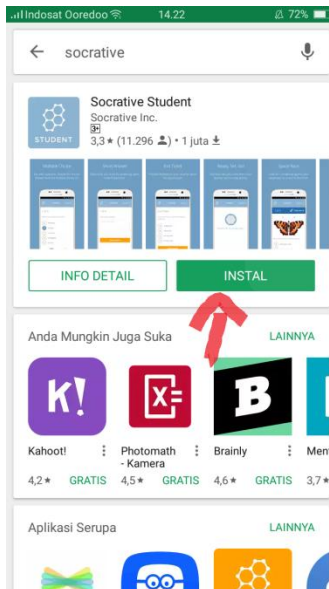 Indosat Ooredoo 14.22 72%
socrative
Socrative Student
Socrative Inc.
3+
3,3★ (11.296 ) • 1 juta
STUDENT
INFO DETAIL
INSTAL
Anda Mungkin Juga Suka LAINNYA
K!
X=
B
Kahoot! Photomath Brainly Ment
- Kamera
4,2★ GRATIS 4,5★ GRATIS 4,6★ GRATIS 3,7★
Aplikasi Serupa LAINNYA